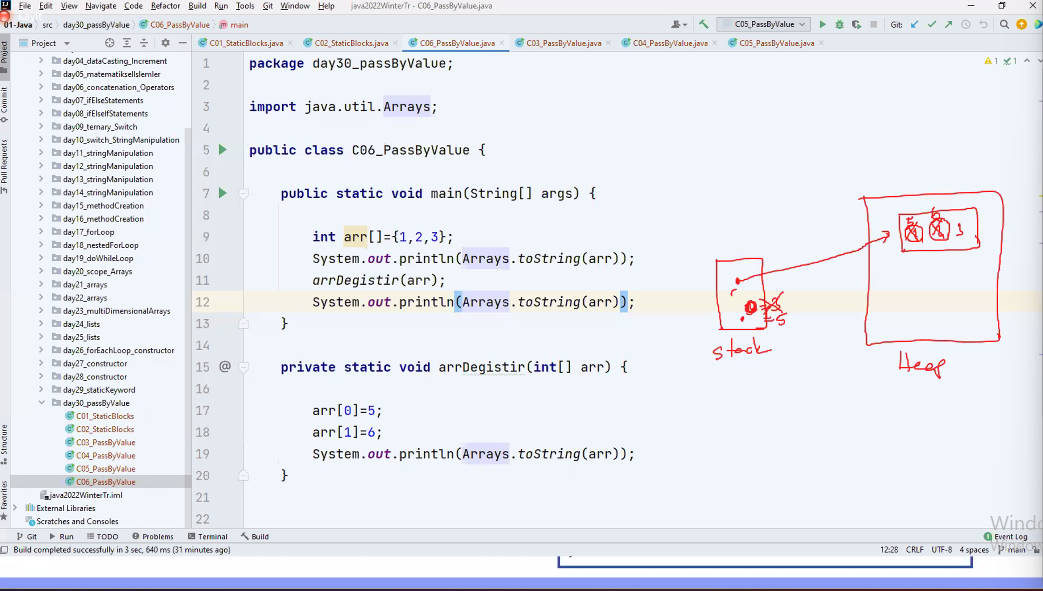 File Edit View Navigate Code Refactor Build Run Tools Git Window Help java2022WinterTr - C06_PassByValue.java
01-Java src day30_passByValue C06_PassByValue main C05_PassByValue Git:
Project
C01_StaticBlocks.java C02_StaticBlocks.java C06_PassByValue.java C03_PassByValue.java C04_PassByValue.java C05_PassByValue.java
Project
Commit
Pull Requests
Structure
Favorites
day04_dataCasting_Increment
day05_matematikselIslemler
day06_concatenation_Operators
day07_ifElseStatements
day08_ifElseStatements
day09_ternary_Switch
day10_switch_StringManipulation
day11_stringManipulation
day12_stringManipulation
day13_stringManipulation
day14_stringManipulation
day15_methodCreation
day16_methodCreation
day17_forLoop
day18_nestedForLoop
day19_doWhileLoop
day20_scope_Arrays
day21_arrays
day22_arrays
day23_multiDimensionalArrays
day24_lists
day25_lists
day26_forEachLoop_constructor
day27_constructor
day28_constructor
day29_staticKeyword
day30_passByValue
C01_StaticBlocks
C02_StaticBlocks
C03_PassByValue
C04_PassByValue
C05_PassByValue
C06_PassByValue
java2022WinterTr.iml
External Libraries
Scratches and Consoles
1 package day30_passByValue;
2
3 import java.util.Arrays;
4
5 public class C06_PassByValue {
6
7 public static void main(String[] args) {
8
9 int arr[]={1,2,3};
10 System.out.println(Arrays.toString(arr));
11 arrDegistir(arr);
12 System.out.println(Arrays.toString(arr));
13 }
14
15 @ private static void arrDegistir(int[] arr) {
16
17 arr[0]=5;
18 arr[1]=6;
19 System.out.println(Arrays.toString(arr));
20 }
21
22
1 1
=5
stack
Heap
Git Run TODO Problems Terminal Build Event Log
Build completed successfully in 3 sec, 640 ms (31 minutes ago) 12:28 CRLF UTF-8 4 spaces main